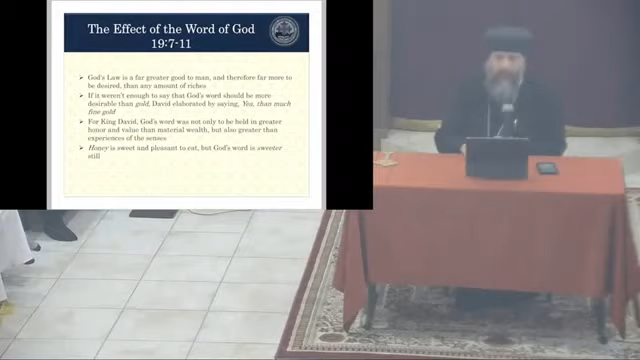 The Effect of the Word of God
19:7-11
➢ God's Law is a far greater good to man, and therefore far more to
be desired, than any amount of riches
➢ If it weren't enough to say that God's word should be more
desirable than gold, David elaborated by saying, Yea, than much
fine gold
➢ For King David, God's word was not only to be held in greater
honor and value than material wealth, but also greater than
experiences of the senses
➢ Honey is sweet and pleasant to eat, but God's word is sweeter
still